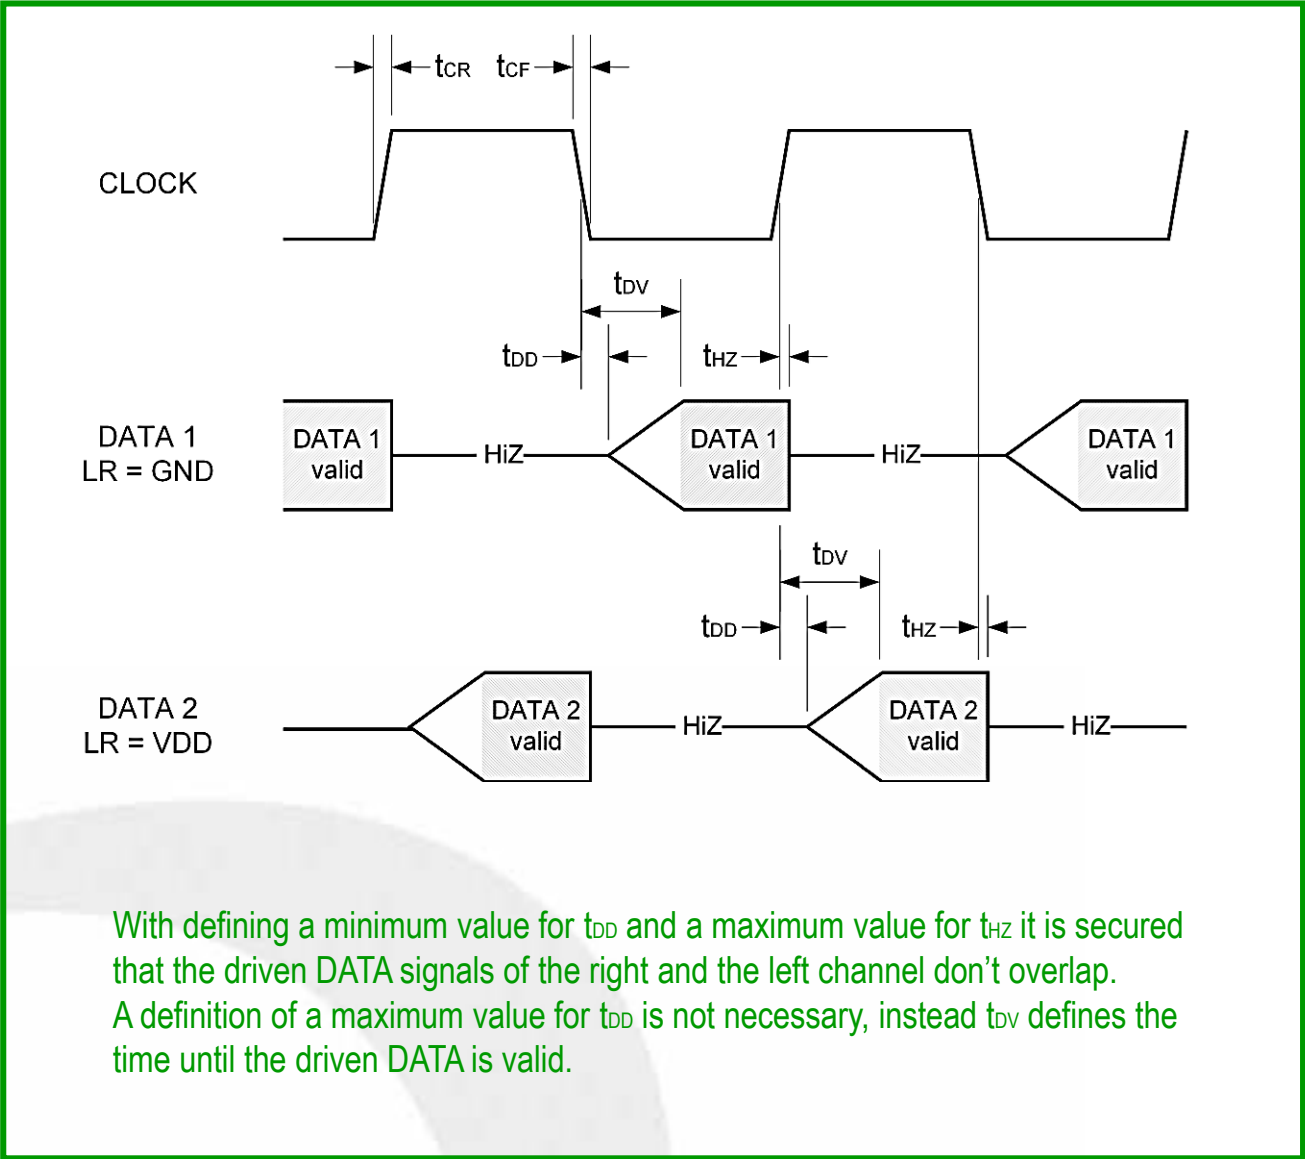 tCR tCF
CLOCK
tDV
tDD tHZ
DATA 1
LR = GND
DATA 1
valid
HiZ
DATA 1
valid
HiZ
DATA 1
valid
tDV
tDD tHZ
DATA 2
LR = VDD
DATA 2
valid
HiZ
DATA 2
valid
HiZ
With defining a minimum value for tDD and a maximum value for tHZ it is secured
that the driven DATA signals of the right and the left channel don’t overlap.
A definition of a maximum value for tDD is not necessary, instead tDV defines the
time until the driven DATA is valid.